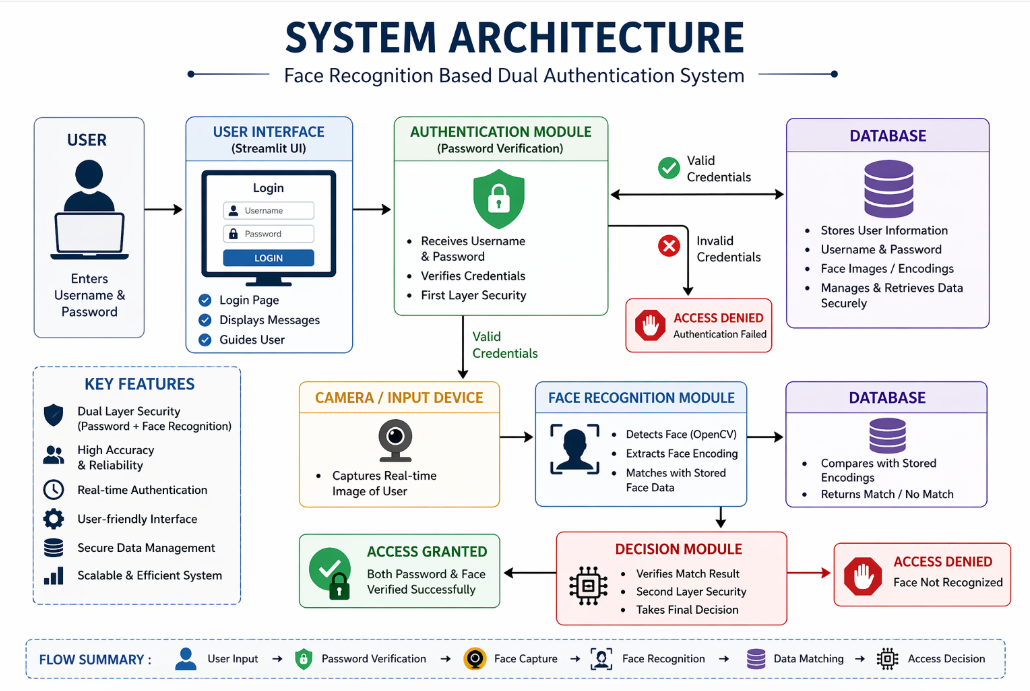 SYSTEM ARCHITECTURE
Face Recognition Based Dual Authentication System
USER
Enters
Username &
Password
USER INTERFACE
(Streamlit UI)
Login
Username
Password
LOGIN
Login Page
Displays Messages
Guides User
AUTHENTICATION MODULE
(Password Verification)
• Receives Username
& Password
• Verifies Credentials
• First Layer Security
Valid
Credentials
Invalid
Credentials
ACCESS DENIED
Authentication Failed
DATABASE
• Stores User Information
• Username & Password
• Face Images / Encodings
• Manages & Retrieves Data
Securely
Valid
Credentials
KEY FEATURES
Dual Layer Security
(Password + Face Recognition)
High Accuracy
& Reliability
Real-time Authentication
User-friendly Interface
Secure Data Management
Scalable & Efficient System
CAMERA / INPUT DEVICE
• Captures Real-time
Image of User
FACE RECOGNITION MODULE
• Detects Face (OpenCV)
• Extracts Face Encoding
• Matches with Stored
Face Data
DATABASE
• Compares with Stored
Encodings
• Returns Match / No Match
ACCESS GRANTED
Both Password & Face
Verified Successfully
DECISION MODULE
• Verifies Match Result
• Second Layer Security
• Takes Final Decision
ACCESS DENIED
Face Not Recognized
FLOW SUMMARY : User Input → Password Verification → Face Capture → Face Recognition → Data Matching → Access Decision